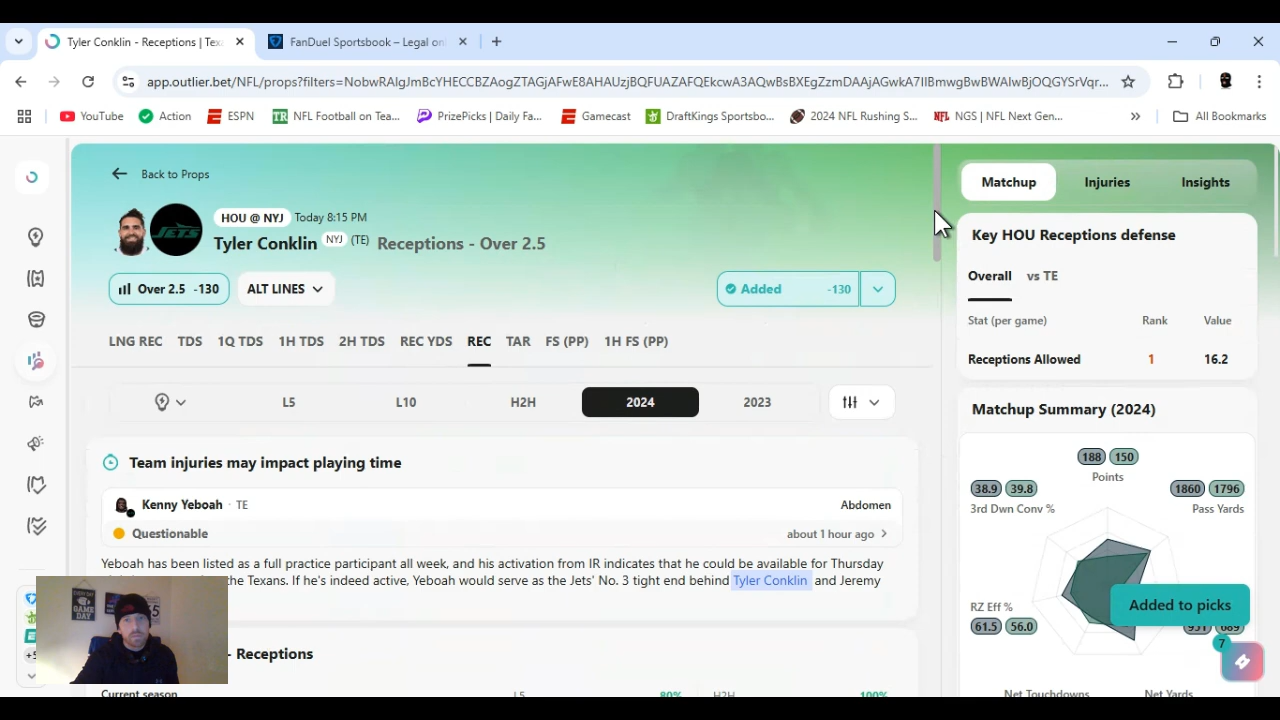 Tyler Conklin - Receptions | Tex
FanDuel Sportsbook – Legal onl
app.outlier.bet/NFL/props?filters=NobwRAlgJmBcYHECCBZAogZTAGjAFwE8AHAUzjBQFUAZAFQEkcwA3AQwBsBXEgZzmDAAjAGwkA7IIBmwgBwBWAIwBjOQGYSrVqr...
YouTube
Action
ESPN
NFL Football on Tea...
PrizePicks | Daily Fa...
Gamecast
DraftKings Sportsbo...
2024 NFL Rushing S...
NGS | NFL Next Gen...
All Bookmarks
Back to Props
HOU @ NYJ Today 8:15 PM
Tyler Conklin NYJ (TE) Receptions - Over 2.5
Over 2.5 -130
ALT LINES
Added -130
LNG REC TDS 1Q TDS 1H TDS 2H TDS REC YDS REC TAR FS (PP) 1H FS (PP)
L5 L10 H2H 2024 2023
Team injuries may impact playing time
Kenny Yeboah · TE
Abdomen
Questionable
about 1 hour ago
Yeboah has been listed as a full practice participant all week, and his activation from IR indicates that he could be available for Thursday
the Texans. If he's indeed active, Yeboah would serve as the Jets' No. 3 tight end behind Tyler Conklin and Jeremy
- Receptions
Current season
L5 80% H2H 100%
Matchup Injuries Insights
Key HOU Receptions defense
Overall vs TE
Stat (per game) Rank Value
Receptions Allowed 1 16.2
Matchup Summary (2024)
188 150
Points
38.9 39.8
3rd Dwn Conv %
1860 1796
Pass Yards
RZ Eff %
61.5 56.0
Added to picks
7
Net Touchdowns
Net Yards
GAME DAY